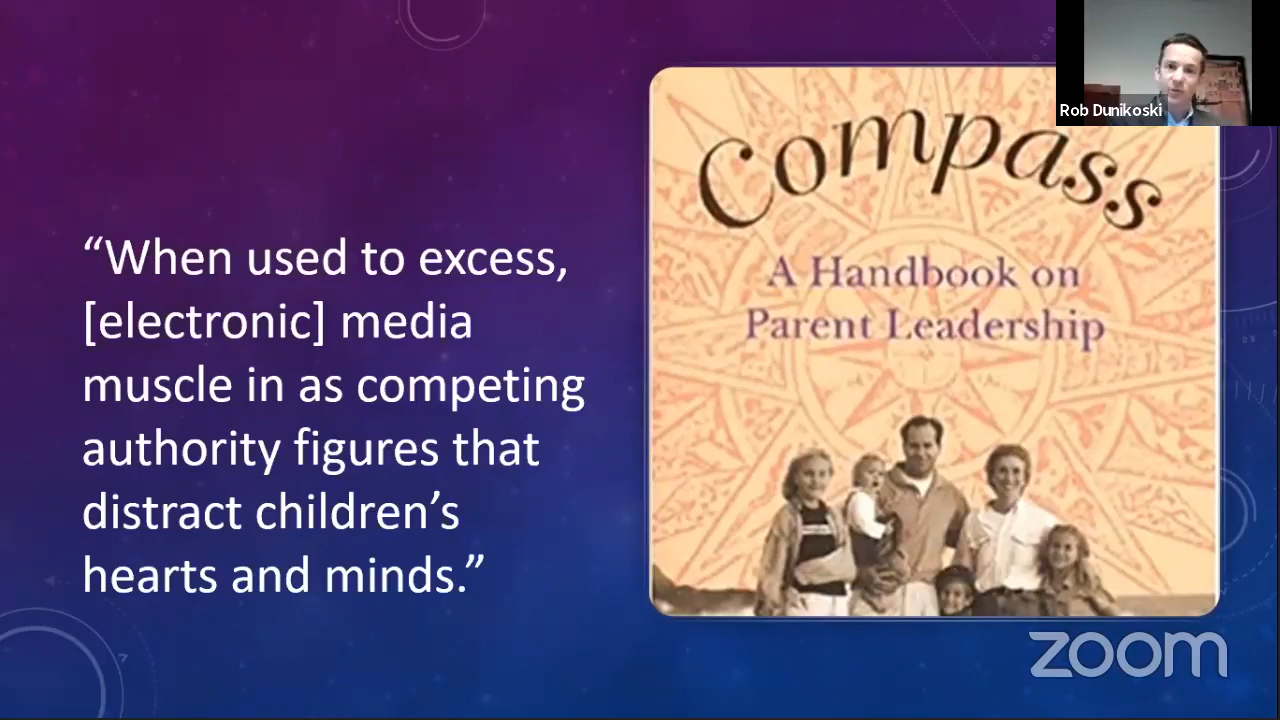 Rob Dunikoski
“When used to excess,
[electronic] media
muscle in as competing
authority figures that
distract children’s
hearts and minds.”
Compass
A Handbook on
Parent Leadership
zoom